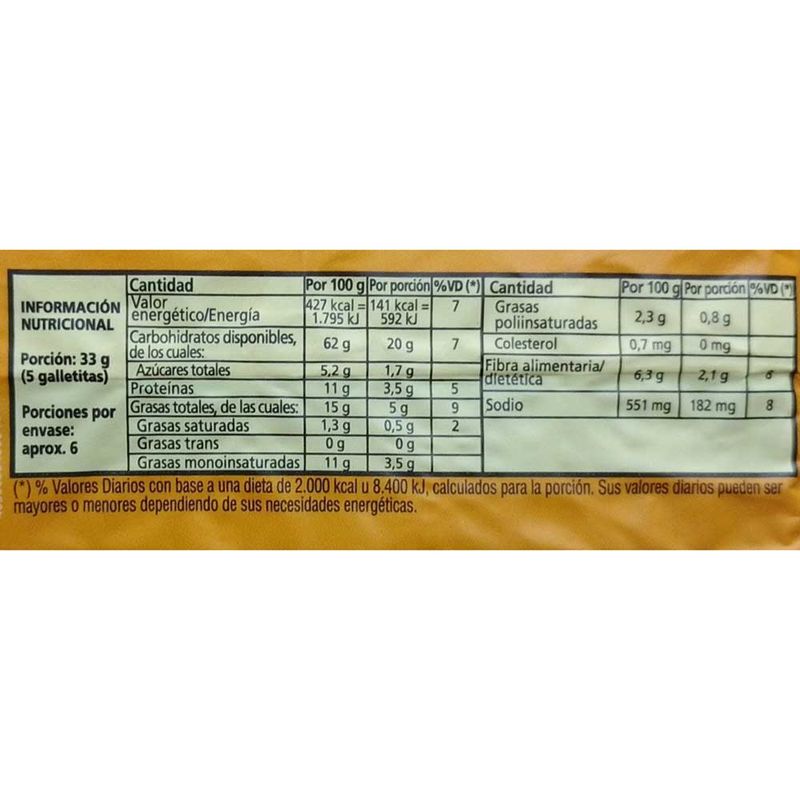 INFORMACIÓN
NUTRICIONAL
Porción: 33 g
(5 galletitas)
Porciones por
envase:
aprox. 6
Cantidad Por 100 g Por porción %VD (*)
Valor
energético/Energía 427 kcal = 1.795 kJ 141 kcal = 592 kJ 7
Carbohidratos disponibles,
de los cuales: 62 g 20 g 7
Azúcares totales 5,2 g 1,7 g
Proteínas 11 g 3,5 g 5
Grasas totales, de las cuales: 15 g 5 g 9
Grasas saturadas 1,3 g 0,5 g 2
Grasas trans 0 g 0 g
Grasas monoinsaturadas 11 g 3,5 g
Cantidad Por 100 g Por porción %VD (*)
Grasas
poliinsaturadas 2,3 g 0,8 g
Colesterol 0,7 mg 0 mg
Fibra alimentaria/
dietética 6,3 g 2,1 g
Sodio 551 mg 182 mg 8
(*) % Valores Diarios con base a una dieta de 2.000 kcal u 8.400 kJ, calculados para la porción. Sus valores diarios pueden ser
mayores o menores dependiendo de sus necesidades energéticas.